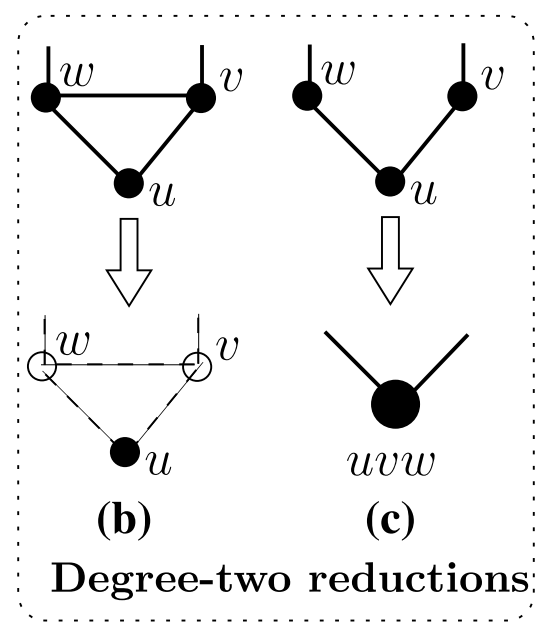 w v w v
u u
w v
u uvw
(b) (c)
Degree-two reductions